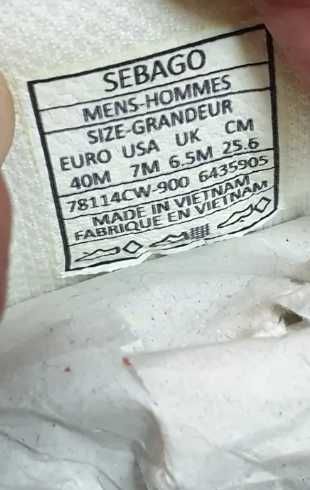 SEBAGO
MENS-HOMMES
SIZE-GRANDEUR
EURO USA UK CM
40M 7M 6.5M 25.6
78114CW-900 6435905
MADE IN VIETNAM
FABRIQUE EN VIETNAM